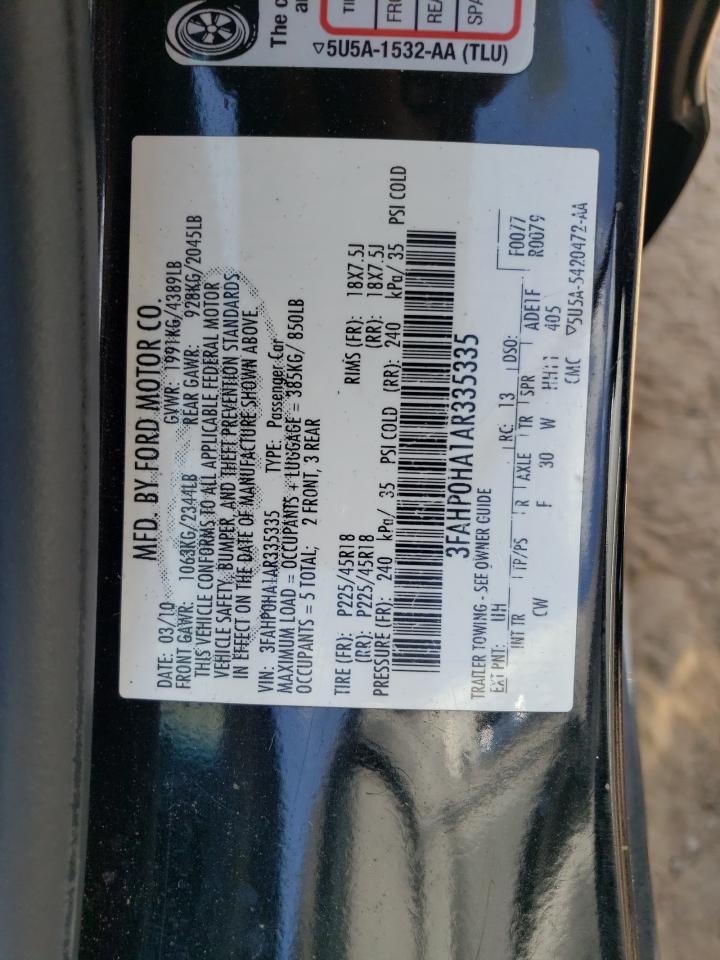 The c
a
TI
FRO
REA
SPA
▽5U5A-1532-AA (TLU)
MFD. BY FORD MOTOR CO.
DATE: 03/10 GVWR: 1991KG/4389LB
FRONT GAWR: 1063KG/2344LB REAR GAWR: 928KG/2045LB
THIS VEHICLE CONFORMS TO ALL APPLICABLE FEDERAL MOTOR
VEHICLE SAFETY, BUMPER, AND THEFT PREVENTION STANDARDS
IN EFFECT ON THE DATE OF MANUFACTURE SHOWN ABOVE.
VIN: 3FAHP0HA1AR335335 TYPE: Passenger Car
MAXIMUM LOAD = OCCUPANTS + LUGGAGE = 385KG/ 850LB
OCCUPANTS = 5 TOTAL; 2 FRONT, 3 REAR
TIRE (FR): P225/45R18 RIMS (FR): 18X7.5J
(RR): P225/45R18 (RR): 18X7.5J
PRESSURE (FR): 240 kPa/ 35 PSI COLD (RR): 240 kPa/ 35 PSI COLD
3FAHP0HA1AR335335
TRAILER TOWING - SEE OWNER GUIDE
EXT PNT: UH RC: 13 DSO: F0077
R0079
INT TR TP/PS R AXLE TR SPR ADE1F
CW F 30 W 405
CMC ▽5U5A-5420472-AA